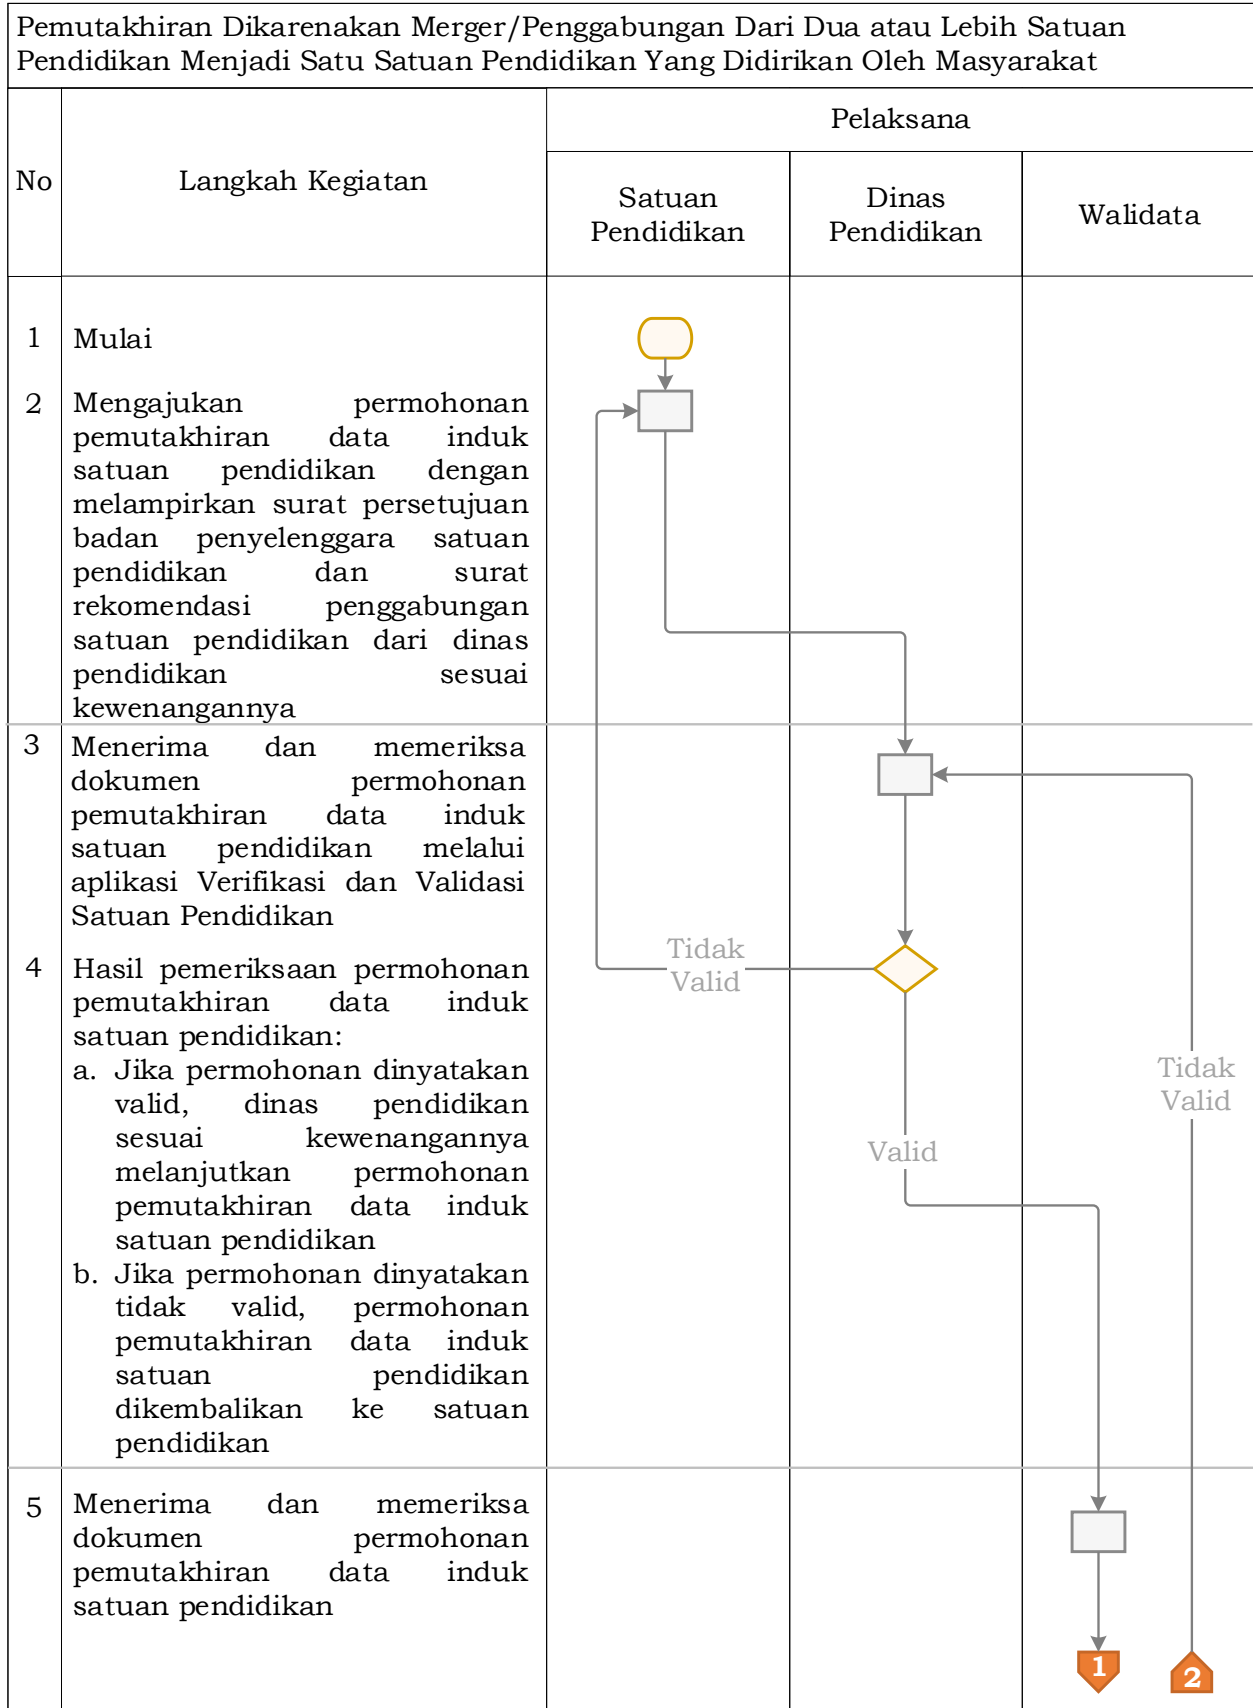 Pemutakhiran Dikarenakan Merger/Penggabungan Dari Dua atau Lebih Satuan
Pendidikan Menjadi Satu Satuan Pendidikan Yang Didirikan Oleh Masyarakat
No
Langkah Kegiatan
Pelaksana
Satuan
Pendidikan
Dinas
Pendidikan
Walidata
1
Mulai
2
Mengajukan permohonan
pemutakhiran data induk
satuan pendidikan dengan
melampirkan surat persetujuan
badan penyelenggara satuan
pendidikan dan surat
rekomendasi penggabungan
satuan pendidikan dari dinas
pendidikan sesuai
kewenangannya
3
Menerima dan memeriksa
dokumen permohonan
pemutakhiran data induk
satuan pendidikan melalui
aplikasi Verifikasi dan Validasi
Satuan Pendidikan
4
Hasil pemeriksaan permohonan
pemutakhiran data induk
satuan pendidikan:
a. Jika permohonan dinyatakan
valid, dinas pendidikan
sesuai kewenangannya
melanjutkan permohonan
pemutakhiran data induk
satuan pendidikan
b. Jika permohonan dinyatakan
tidak valid, permohonan
pemutakhiran data induk
satuan pendidikan
dikembalikan ke satuan
pendidikan
Tidak
Valid
Valid
Tidak
Valid
5
Menerima dan memeriksa
dokumen permohonan
pemutakhiran data induk
satuan pendidikan
1
2